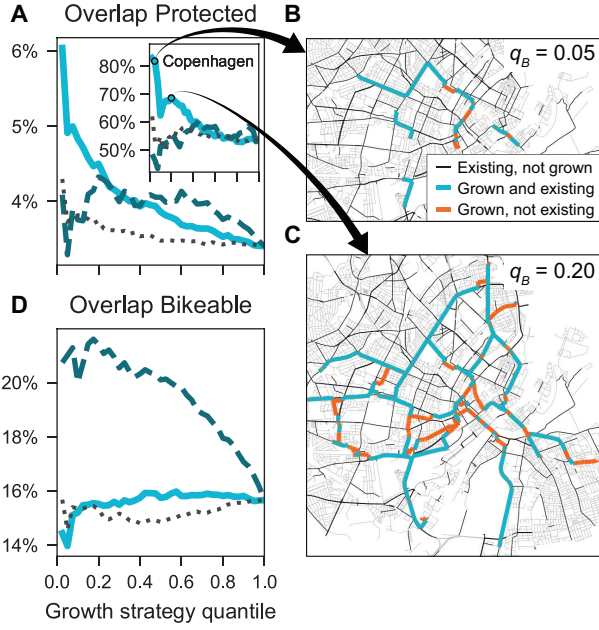 A
Overlap Protected
6%
5%
4%
80%
70%
60%
50%
Copenhagen
B
q_B = 0.05
Existing, not grown
Grown and existing
Grown, not existing
C
q_B = 0.20
D
Overlap Bikeable
20%
18%
16%
14%
0.0 0.2 0.4 0.6 0.8 1.0
Growth strategy quantile